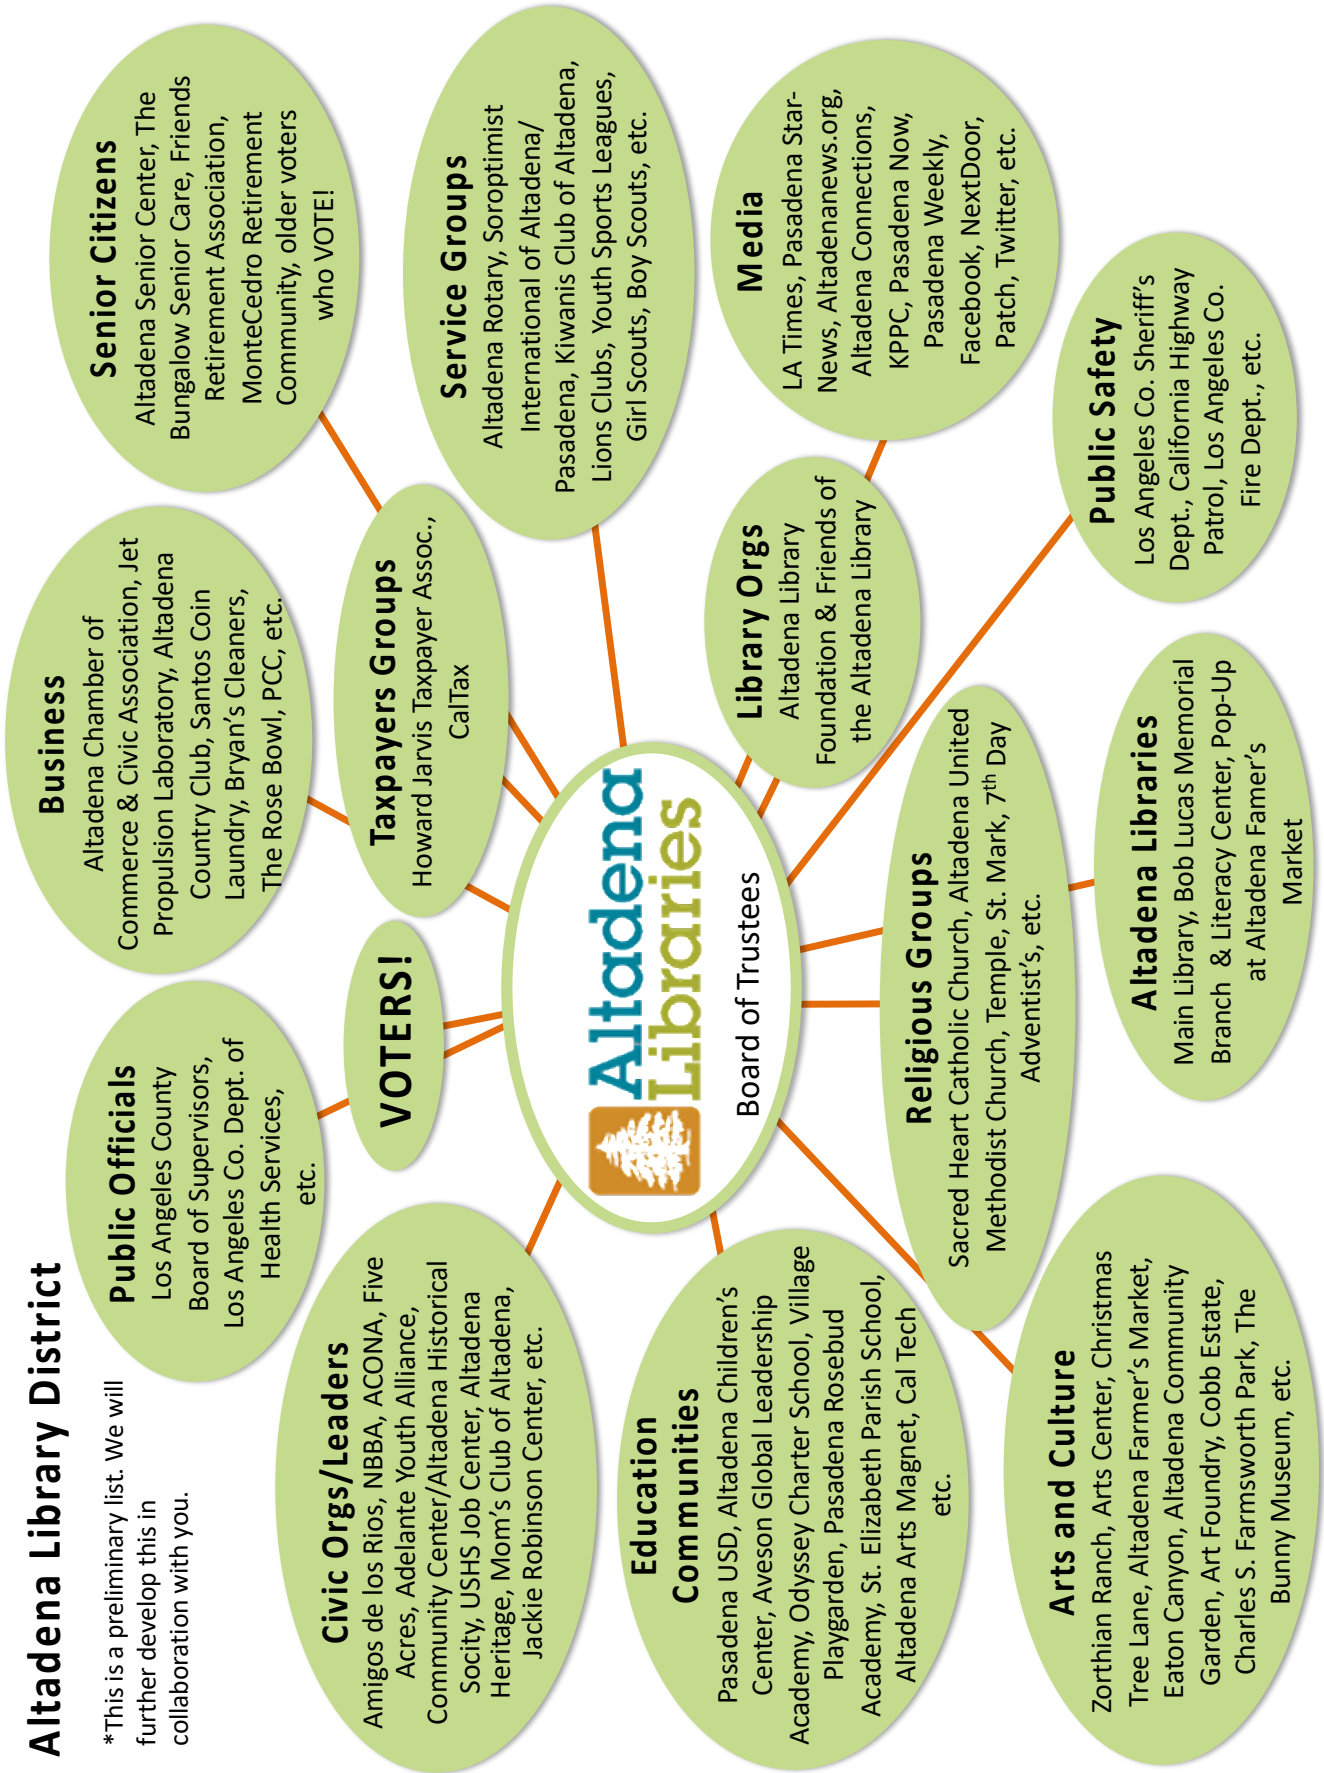 Altadena Library District
*This is a preliminary list. We will
further develop this in
collaboration with you.
Public Officials
Los Angeles County
Board of Supervisors,
Los Angeles Co. Dept. of
Health Services,
etc.
Business
Altadena Chamber of
Commerce & Civic Association, Jet
Propulsion Laboratory, Altadena
Country Club, Santos Coin
Laundry, Bryan's Cleaners,
The Rose Bowl, PCC, etc.
Senior Citizens
Altadena Senior Center, The
Bungalow Senior Care, Friends
Retirement Association,
MonteCedro Retirement
Community, older voters
who VOTE!
Civic Orgs/Leaders
Amigos de los Rios, NBBA, ACONA, Five
Acres, Adelante Youth Alliance,
Community Center/Altadena Historical
Socity, USHS Job Center, Altadena
Heritage, Mom's Club of Altadena,
Jackie Robinson Center, etc.
VOTERS!
Taxpayers Groups
Howard Jarvis Taxpayer Assoc.,
CalTax
Service Groups
Altadena Rotary, Soroptimist
International of Altadena/
Pasadena, Kiwanis Club of Altadena,
Lions Clubs, Youth Sports Leagues,
Girl Scouts, Boy Scouts, etc.
Altadena
Libraries
Board of Trustees
Education
Communities
Pasadena USD, Altadena Children's
Center, Aveson Global Leadership
Academy, Odyssey Charter School, Village
Playgarden, Pasadena Rosebud
Academy, St. Elizabeth Parish School,
Altadena Arts Magnet, Cal Tech
etc.
Library Orgs
Altadena Library
Foundation & Friends of
the Altadena Library
Media
LA Times, Pasadena Star-
News, Altadenanews.org,
Altadena Connections,
KPPC, Pasadena Now,
Pasadena Weekly,
Facebook, NextDoor,
Patch, Twitter, etc.
Religious Groups
Sacred Heart Catholic Church, Altadena United
Methodist Church, Temple, St. Mark, 7th Day
Adventist's, etc.
Arts and Culture
Zorthian Ranch, Arts Center, Christmas
Tree Lane, Altadena Farmer's Market,
Eaton Canyon, Altadena Community
Garden, Art Foundry, Cobb Estate,
Charles S. Farmsworth Park, The
Bunny Museum, etc.
Altadena Libraries
Main Library, Bob Lucas Memorial
Branch & Literacy Center, Pop-Up
at Altadena Famer's
Market
Public Safety
Los Angeles Co. Sheriff's
Dept., California Highway
Patrol, Los Angeles Co.
Fire Dept., etc.